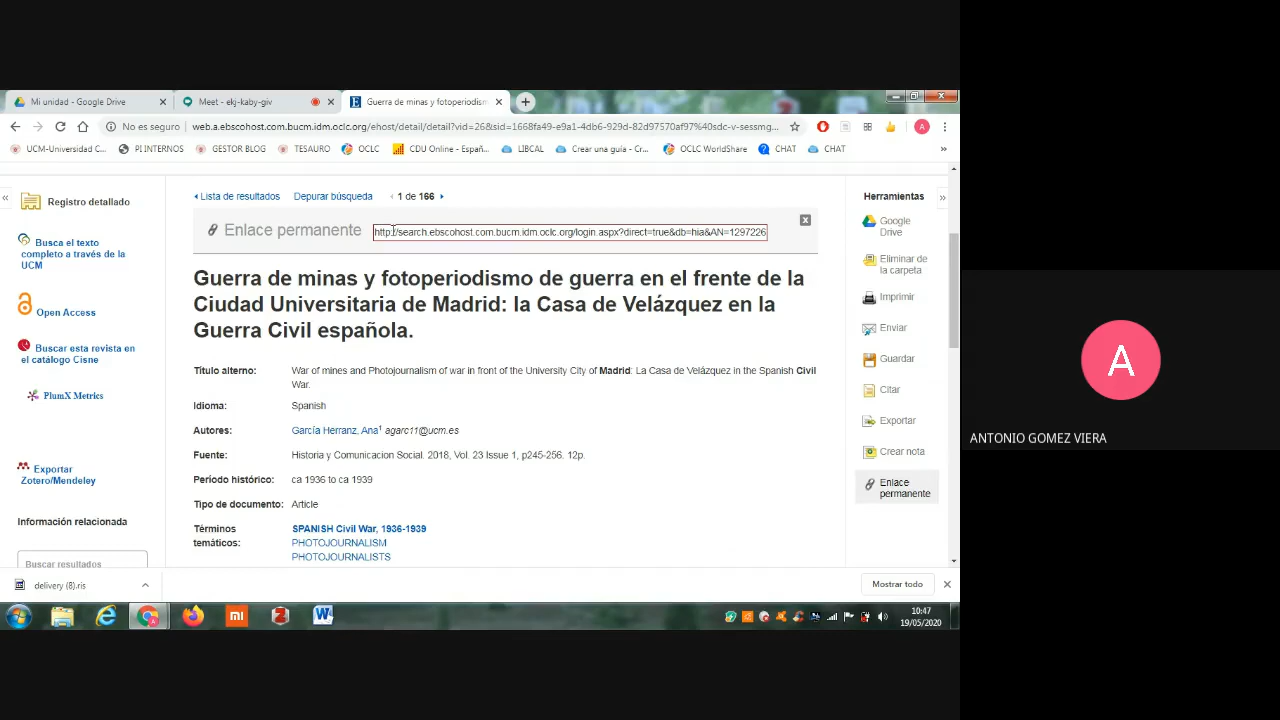 Mi unidad - Google Drive
Meet - ekj-kaby-giv
Guerra de minas y fotoperiodism
No es seguro
web.b.ebscohost.com.bucm.idm.oclc.org/ehost/detail/detail?vid=26&sid=1668fa49-e9a1-4db6-929d-82d97570af97%40sdc-v-sessmg...
UCM-Universidad C...
PI INTERNOS
GESTOR BLOG
TESAURO
OCLC
CDU Online - Españ...
LIBCAL
Crear una guía - Cr...
OCLC WorldShare
CHAT
CHAT
»
Registro detallado
Busca el texto
completo a través de la
UCM
Open Access
Buscar esta revista en
el catálogo Cisne
PlumX Metrics
Exportar
Zotero/Mendeley
Información relacionada
Buscar resultados
Lista de resultados
Depurar búsqueda
1 de 166
Enlace permanente
http://search.ebscohost.com.bucm.idm.oclc.org/login.aspx?direct=true&db=hia&AN=1297226
Guerra de minas y fotoperiodismo de guerra en el frente de la
Ciudad Universitaria de Madrid: la Casa de Velázquez en la
Guerra Civil española.
Título alterno: War of mines and Photojournalism of war in front of the University City of Madrid: La Casa de Velázquez in the Spanish Civil
War.
Idioma: Spanish
Autores: García Herranz, Ana¹ agarc11@ucm.es
Fuente: Historia y Comunicacion Social. 2018, Vol. 23 Issue 1, p245-256. 12p.
Período histórico: ca 1936 to ca 1939
Tipo de documento: Article
Términos SPANISH Civil War, 1936-1939
temáticos: PHOTOJOURNALISM
PHOTOJOURNALISTS
Herramientas
»
Google
Drive
Eliminar de
la carpeta
Imprimir
Enviar
Guardar
Citar
Exportar
Crear nota
Enlace
permanente
delivery (8).ris
Mostrar todo
mi
10:47
19/05/2020
A
ANTONIO GOMEZ VIERA